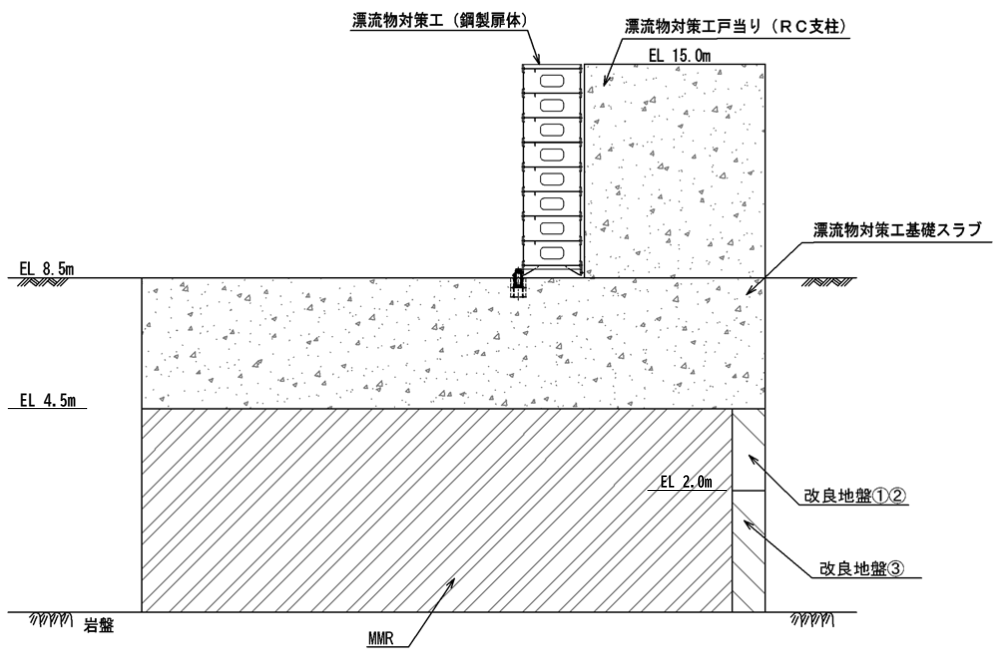 漂流物対策工（鋼製扉体）
漂流物対策工戸当り（ＲＣ支柱）
EL 15.0m
漂流物対策工基礎スラブ
EL 8.5m
EL 4.5m
EL 2.0m
改良地盤①②
改良地盤③
岩盤
MMR